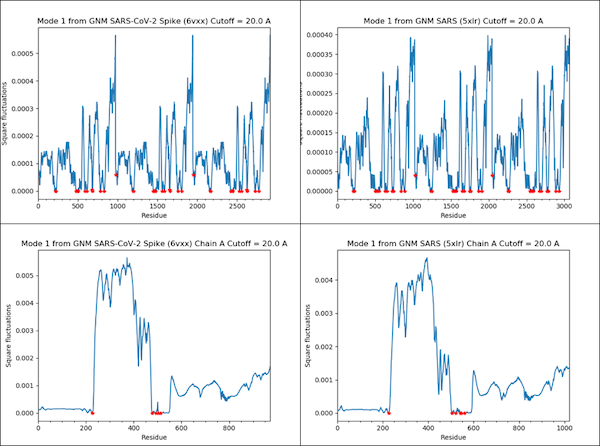 Mode 1 from GNM SARS-CoV-2 Spike (6vxx) Cutoff = 20.0 A
Square fluctuations
0.0005
0.0004
0.0003
0.0002
0.0001
0.0000
0 500 1000 1500 2000 2500
Residue
Mode 1 from GNM SARS (5xlr) Cutoff = 20.0 A
Square fluctuations
0.00040
0.00035
0.00030
0.00025
0.00020
0.00015
0.00010
0.00005
0.00000
0 500 1000 1500 2000 2500 3000
Residue
Mode 1 from GNM SARS-CoV-2 Spike (6vxx) Chain A Cutoff = 20.0 A
Square fluctuations
0.005
0.004
0.003
0.002
0.001
0.000
0 200 400 600 800
Residue
Mode 1 from GNM SARS (5xlr) Chain A Cutoff = 20.0 A
Square fluctuations
0.004
0.003
0.002
0.001
0.000
0 200 400 600 800 1000
Residue